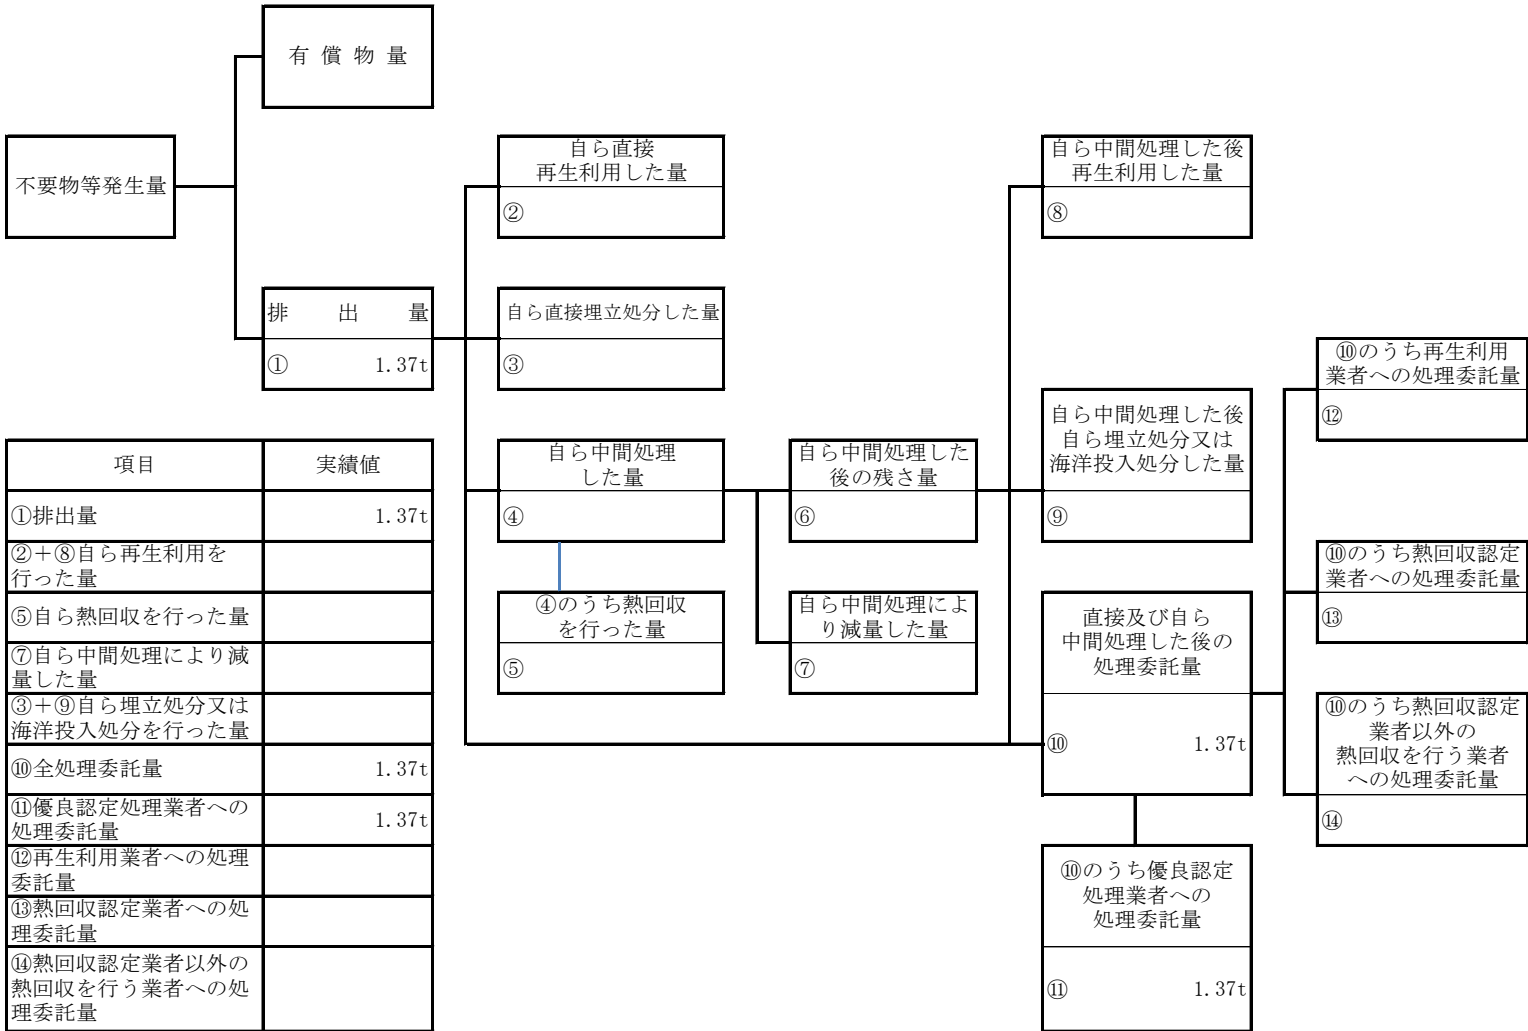 有償物量
不要物等発生量
自ら直接
再生利用した量
②
自ら中間処理した後
再生利用した量
⑧
排出量
① 1.37t
自ら直接埋立処分した量
③
⑩のうち再生利用
業者への処理委託量
⑫
自ら中間処理した後
自ら埋立処分又は
海洋投入処分した量
⑨
自ら中間処理
した量
④
自ら中間処理した
後の残さ量
⑥
④のうち熱回収
を行った量
⑤
自ら中間処理によ
り減量した量
⑦
直接及び自ら
中間処理した後の
処理委託量
⑩ 1.37t
⑩のうち熱回収認定
業者への処理委託量
⑬
⑩のうち熱回収認定
業者以外の
熱回収を行う業者
への処理委託量
⑭
⑩のうち優良認定
処理業者への
処理委託量
⑪ 1.37t
項目 実績値
①排出量 1.37t
②+⑧自ら再生利用を
行った量
⑤自ら熱回収を行った量
⑦自ら中間処理により減
量した量
③+⑨自ら埋立処分又は
海洋投入処分を行った量
⑩全処理委託量 1.37t
⑪優良認定処理業者への
処理委託量 1.37t
⑫再生利用業者への処理
委託量
⑬熱回収認定業者への処
理委託量
⑭熱回収認定業者以外の
熱回収を行う業者への処
理委託量